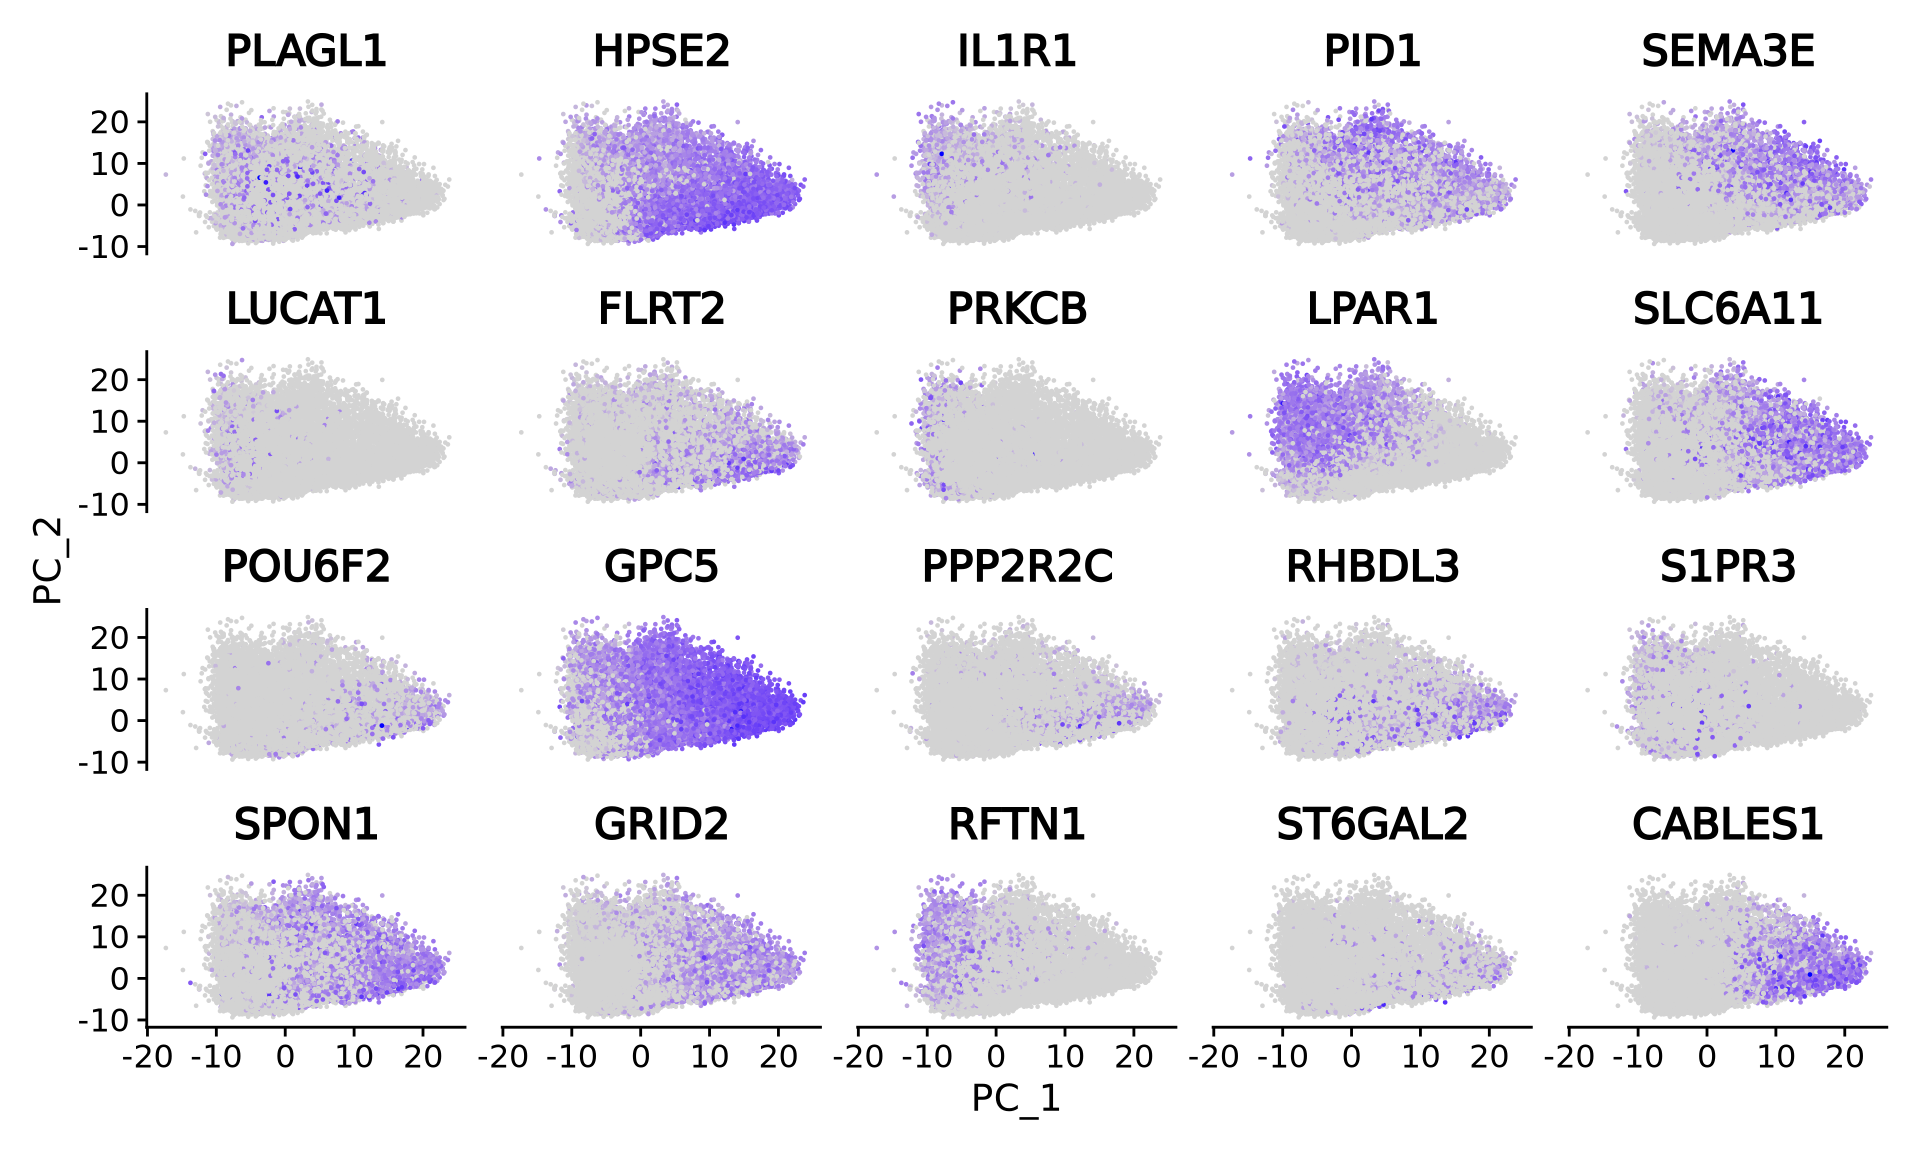 PLAGL1 HPSE2 IL1R1 PID1 SEMA3E
20
10
0
-10
LUCAT1 FLRT2 PRKCB LPAR1 SLC6A11
20
10
0
-10
PC_2
POU6F2 GPC5 PPP2R2C RHBDL3 S1PR3
20
10
0
-10
SPON1 GRID2 RFTN1 ST6GAL2 CABLES1
20
10
0
-10
-20 -10 0 10 20 -20 -10 0 10 20 -20 -10 0 10 20 -20 -10 0 10 20 -20 -10 0 10 20
PC_1